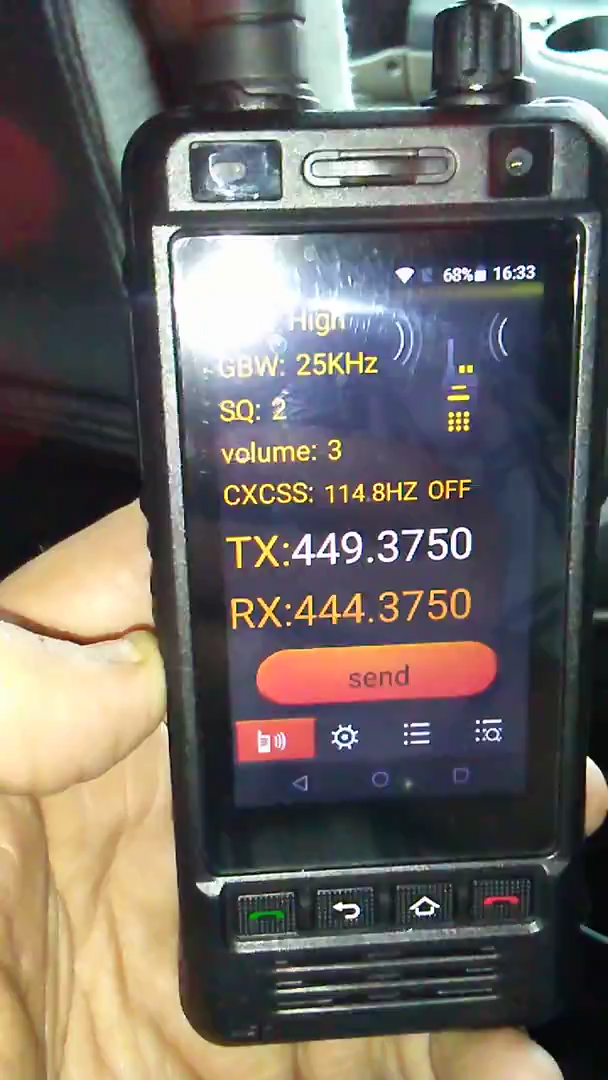 68% 16:33
High
GBW: 25KHz
SQ: 2
volume: 3
CXCSS: 114.8HZ OFF
TX:449.3750
RX:444.3750
send